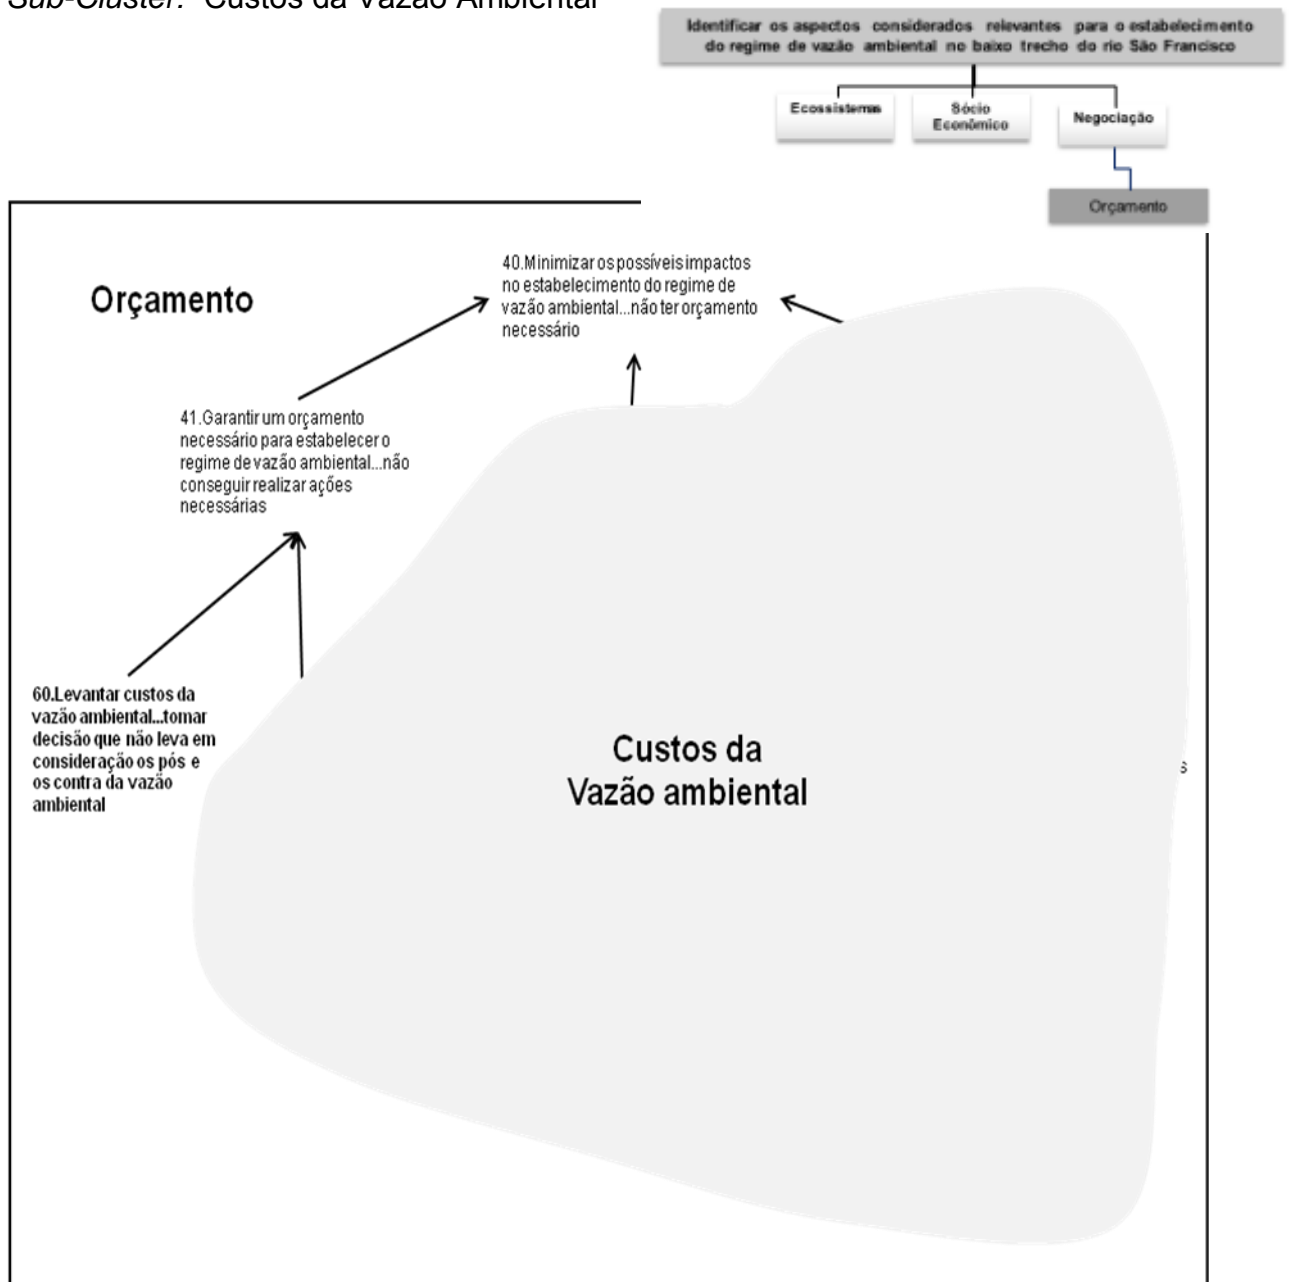 Sub-Cluster: Custos da Vazão Ambiental
Identificar os aspectos considerados relevantes para o estabelecimento
do regime de vazão ambiental no baixo trecho do rio São Francisco
Ecossistemas
Sócio
Econômico
Negociação
Orçamento
Orçamento
40.Minimizar os possíveis impactos
no estabelecimento do regime de
vazão ambiental...não ter orçamento
necessário
41.Garantir um orçamento
necessário para estabelecer o
regime de vazão ambiental...não
conseguir realizar ações
necessárias
60.Levantar custos da
vazão ambiental...tomar
decisão que não leva em
consideração os pós e
os contra da vazão
ambiental
Custos da
Vazão ambiental
s